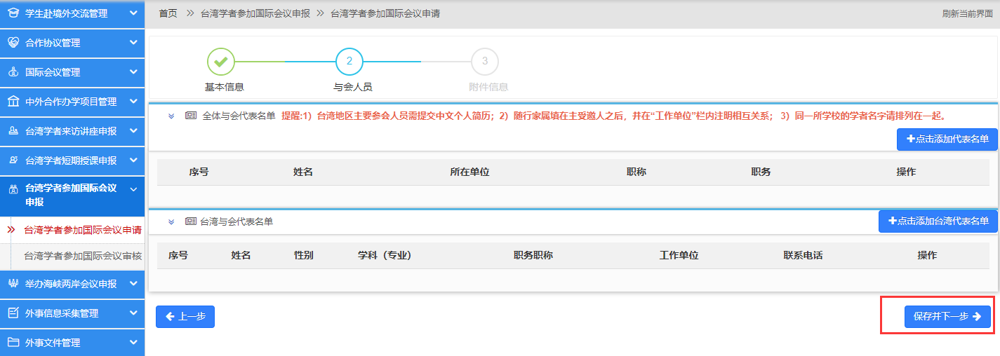 学生赴境外交流管理
合作协议管理
国际会议管理
中外合作办学项目管理
台湾学者来访讲座申报
台湾学者短期授课申报
台湾学者参加国际会议
申报
台湾学者参加国际会议申请
台湾学者参加国际会议审核
举办海峡两岸会议申报
外事信息采集管理
外事文件管理
首页 >> 台湾学者参加国际会议申报 >> 台湾学者参加国际会议申请 刷新当前界面
2 3
基本信息 与会人员 附件信息
全体与会代表名单 提醒:1）台湾地区主要参会人员需提交中文个人简历；2）随行家属填在主受邀人之后，并在“工作单位”栏内注明相互关系； 3）同一所学校的学者名字请排列在一起。
点击添加代表名单
序号 姓名 所在单位 职称 职务 操作
台湾与会代表名单 点击添加台湾代表名单
序号 姓名 性别 学科（专业） 职务职称 工作单位 联系电话 操作
上一步 保存并下一步